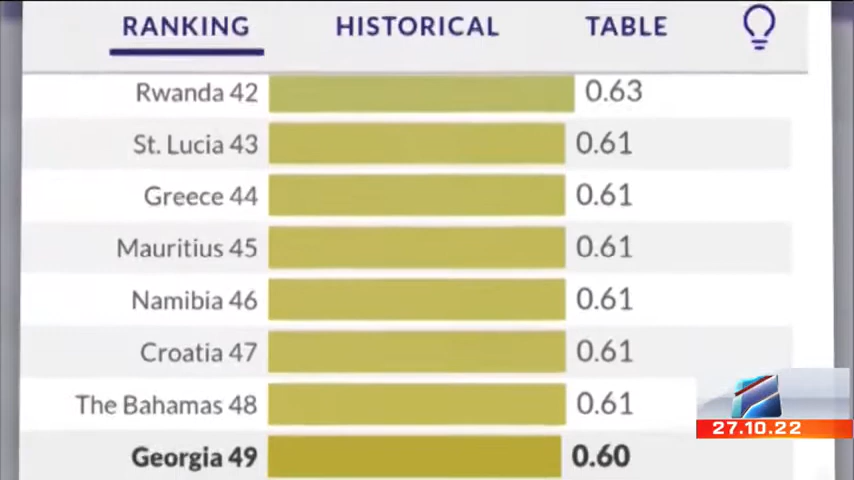 RANKING HISTORICAL TABLE
Rwanda 42 0.63
St. Lucia 43 0.61
Greece 44 0.61
Mauritius 45 0.61
Namibia 46 0.61
Croatia 47 0.61
The Bahamas 48 0.61
Georgia 49 0.60
27.10.22